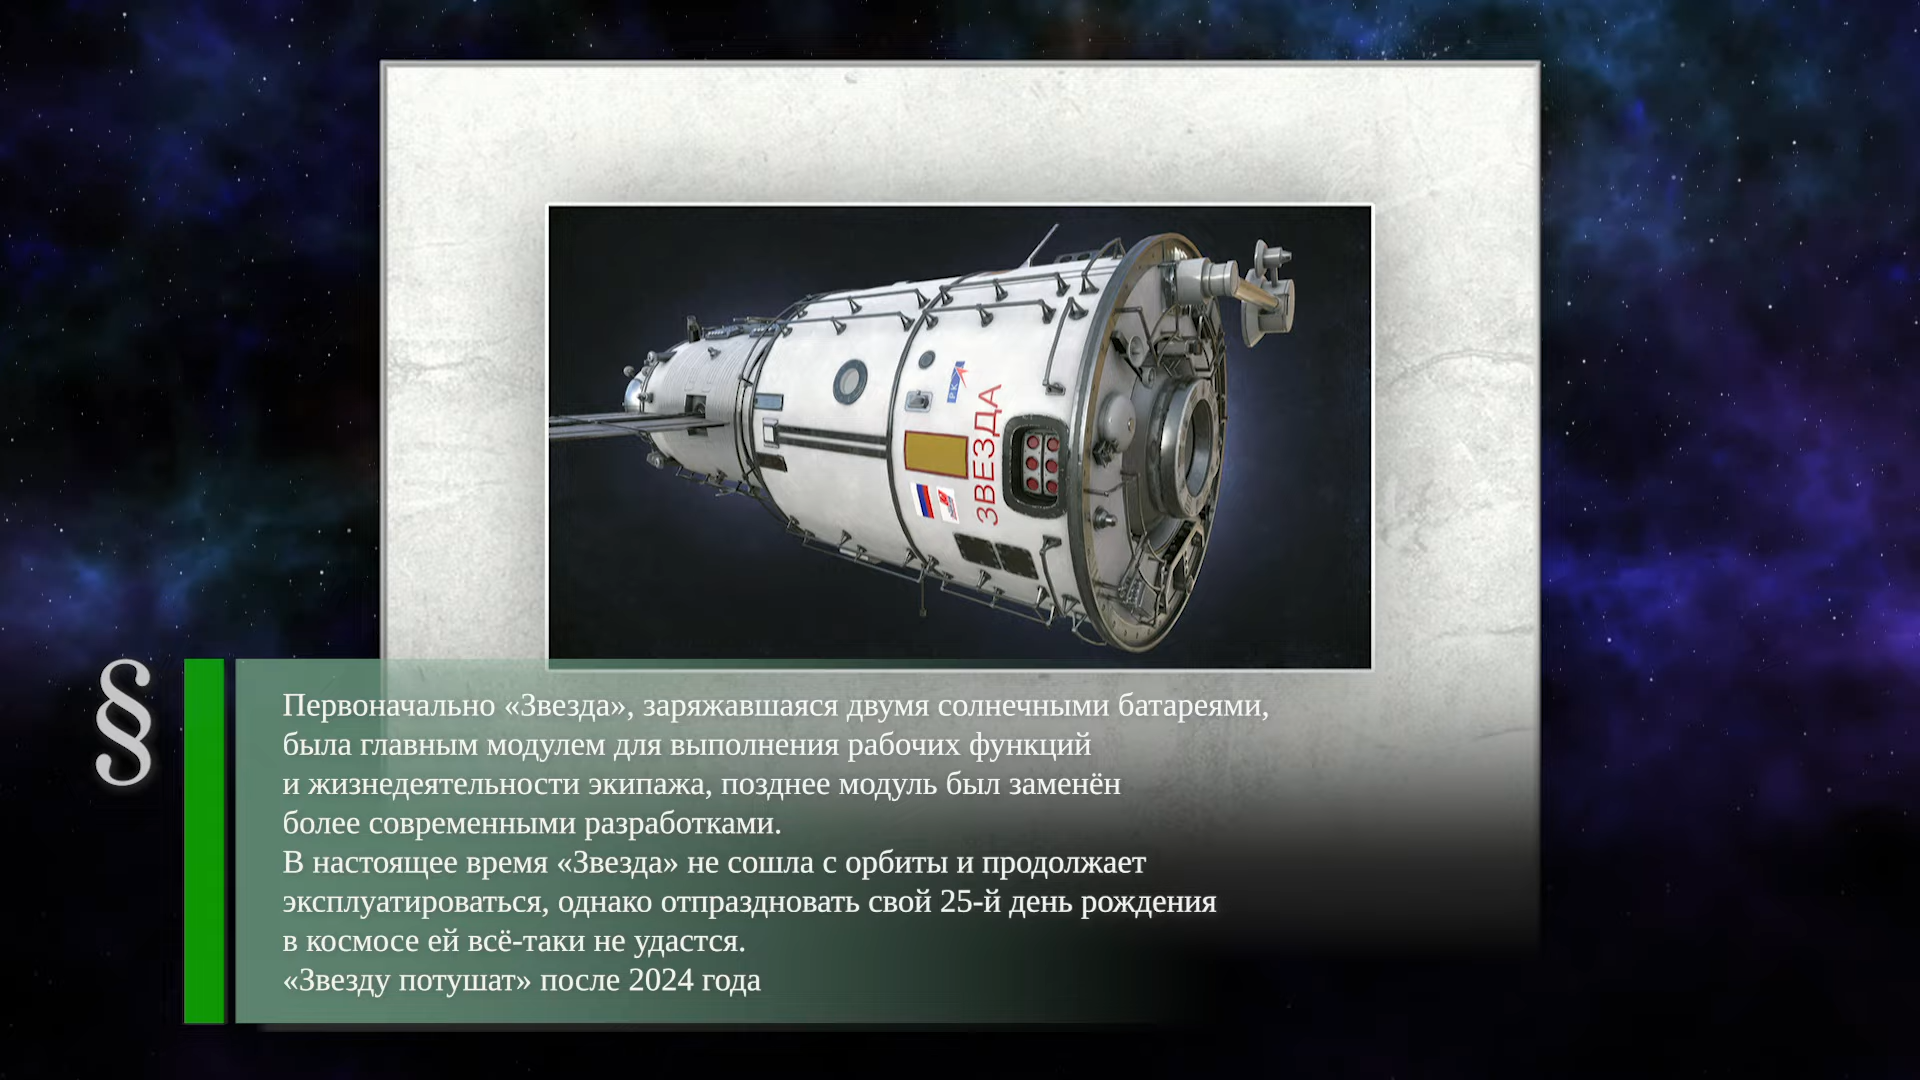 РКК
ЗВЕЗДА
§
Первоначально «Звезда», заряжавшаяся двумя солнечными батареями,
была главным модулем для выполнения рабочих функций
и жизнедеятельности экипажа, позднее модуль был заменён
более современными разработками.
В настоящее время «Звезда» не сошла с орбиты и продолжает
эксплуатироваться, однако отпраздновать свой 25-й день рождения
в космосе ей всё-таки не удастся.
«Звезду потушат» после 2024 года